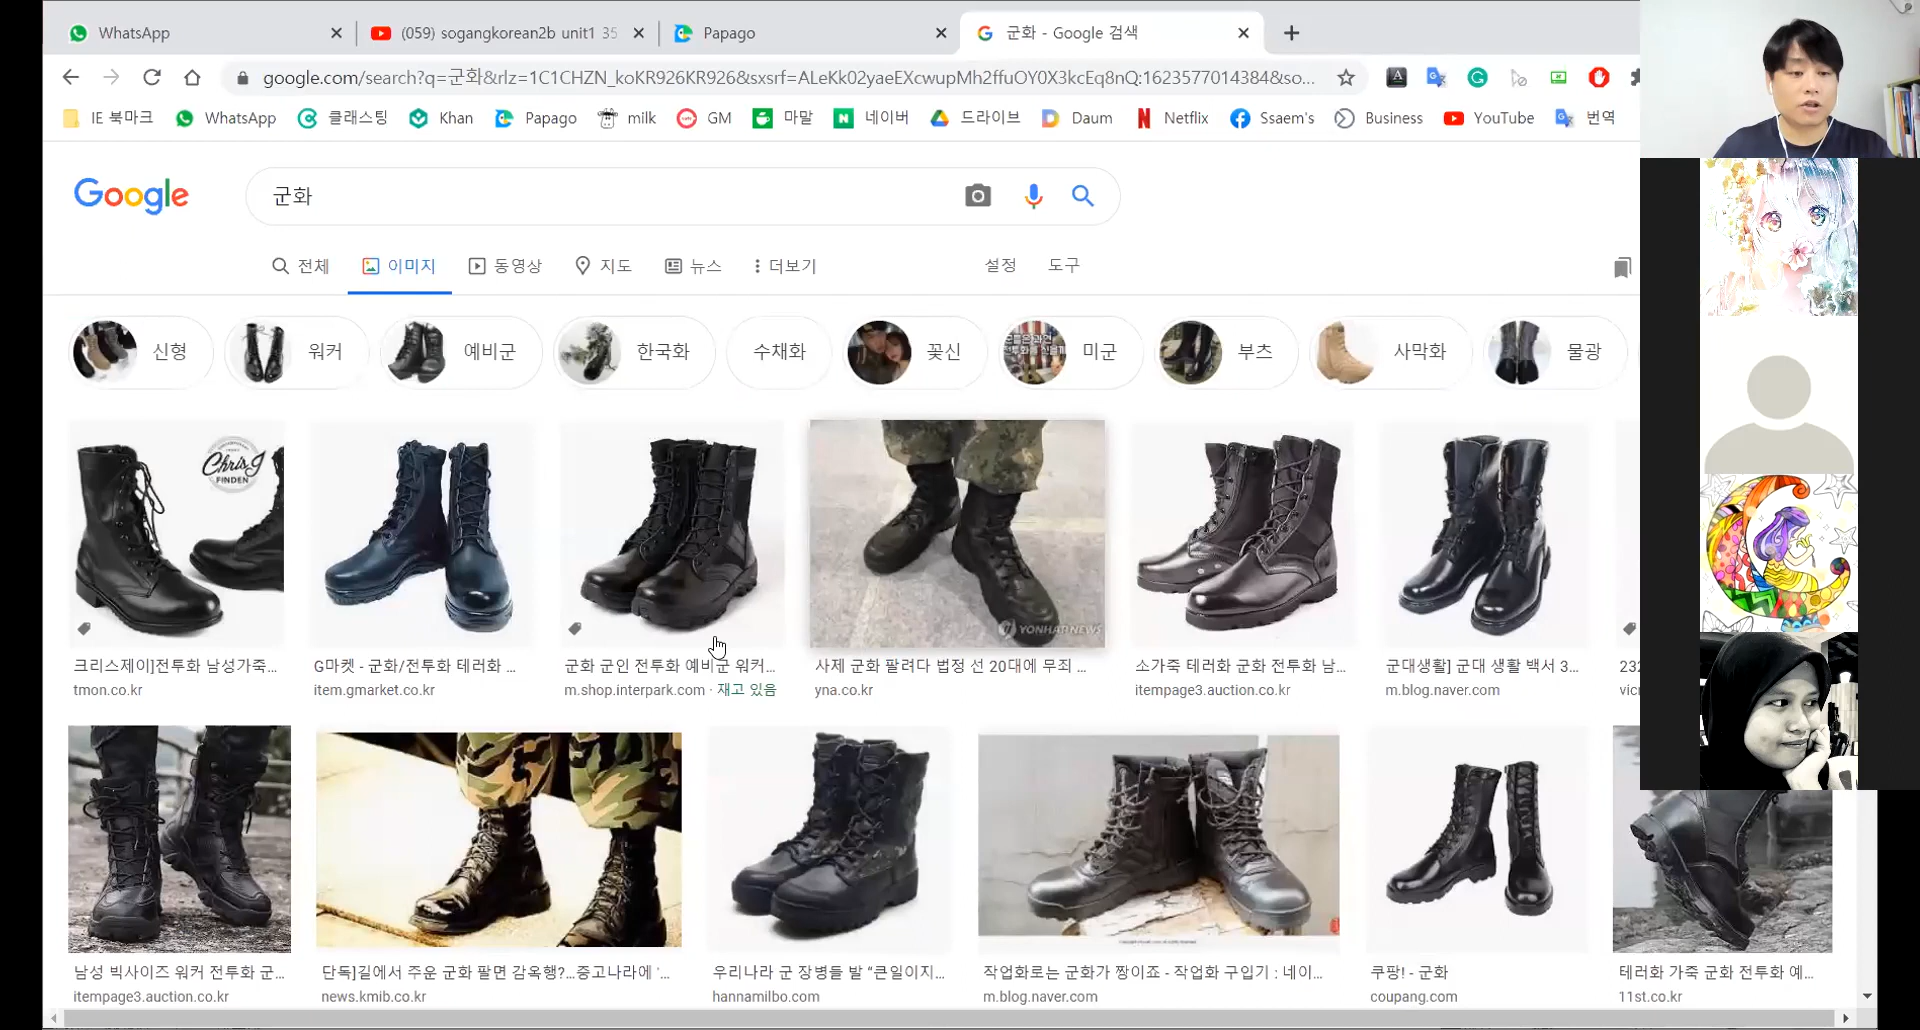 WhatsApp
(059) sogangkorean2b unit1 35
Papago
군화 - Google 검색
google.com/search?q=군화&rlz=1C1CHZN_koKR926KR926&sxsrf=ALeKk02yaeEXcwupMh2ffuOY0X3kcEq8nQ:1623577014384&so...
IE 북마크
WhatsApp
클래스팅
Khan
Papago
milk
GM
마말
네이버
드라이브
Daum
Netflix
Ssaem's
Business
YouTube
번역
Google
군화
전체
이미지
동영상
지도
뉴스
더보기
설정
도구
신형
워커
예비군
한국화
수채화
꽃신
미군
부츠
사막화
물광
Chris.J
FINDEN
YONHAPNEWS
크리스제이]전투화 남성가죽...
tmon.co.kr
G마켓 - 군화/전투화 테러화 ...
item.gmarket.co.kr
군화 군인 전투화 예비군 워커...
m.shop.interpark.com · 재고 있음
사제 군화 팔려다 법정 선 20대에 무죄 ...
yna.co.kr
소가죽 테러화 군화 전투화 남...
itempage3.auction.co.kr
군대생활] 군대 생활 백서 3...
m.blog.naver.com
232
vicr
남성 빅사이즈 워커 전투화 군...
itempage3.auction.co.kr
단독]길에서 주운 군화 팔면 감옥행?...중고나라에 '...
news.kmib.co.kr
우리나라 군 장병들 발 “큰일이지...
hannamilbo.com
작업화로는 군화가 짱이죠 - 작업화 구입기 : 네이...
m.blog.naver.com
쿠팡! - 군화
coupang.com
테러화 가죽 군화 전투화 예...
11st.co.kr